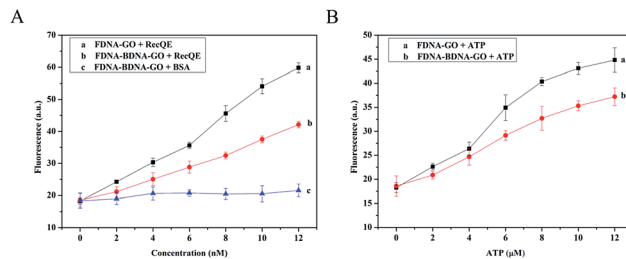 A
a FDNA-GO + RecQE
b FDNA-BDNA-GO + RecQE
c FDNA-BDNA-GO + BSA
Fluorescence (a.u.)
70
60
50
40
30
20
10
0 2 4 6 8 10 12
Concentration (nM)
a
b
c
B
a FDNA-GO + ATP
b FDNA-BDNA-GO + ATP
Fluorescence (a.u.)
50
45
40
35
30
25
20
15
10
0 2 4 6 8 10 12
ATP (μM)
a
b